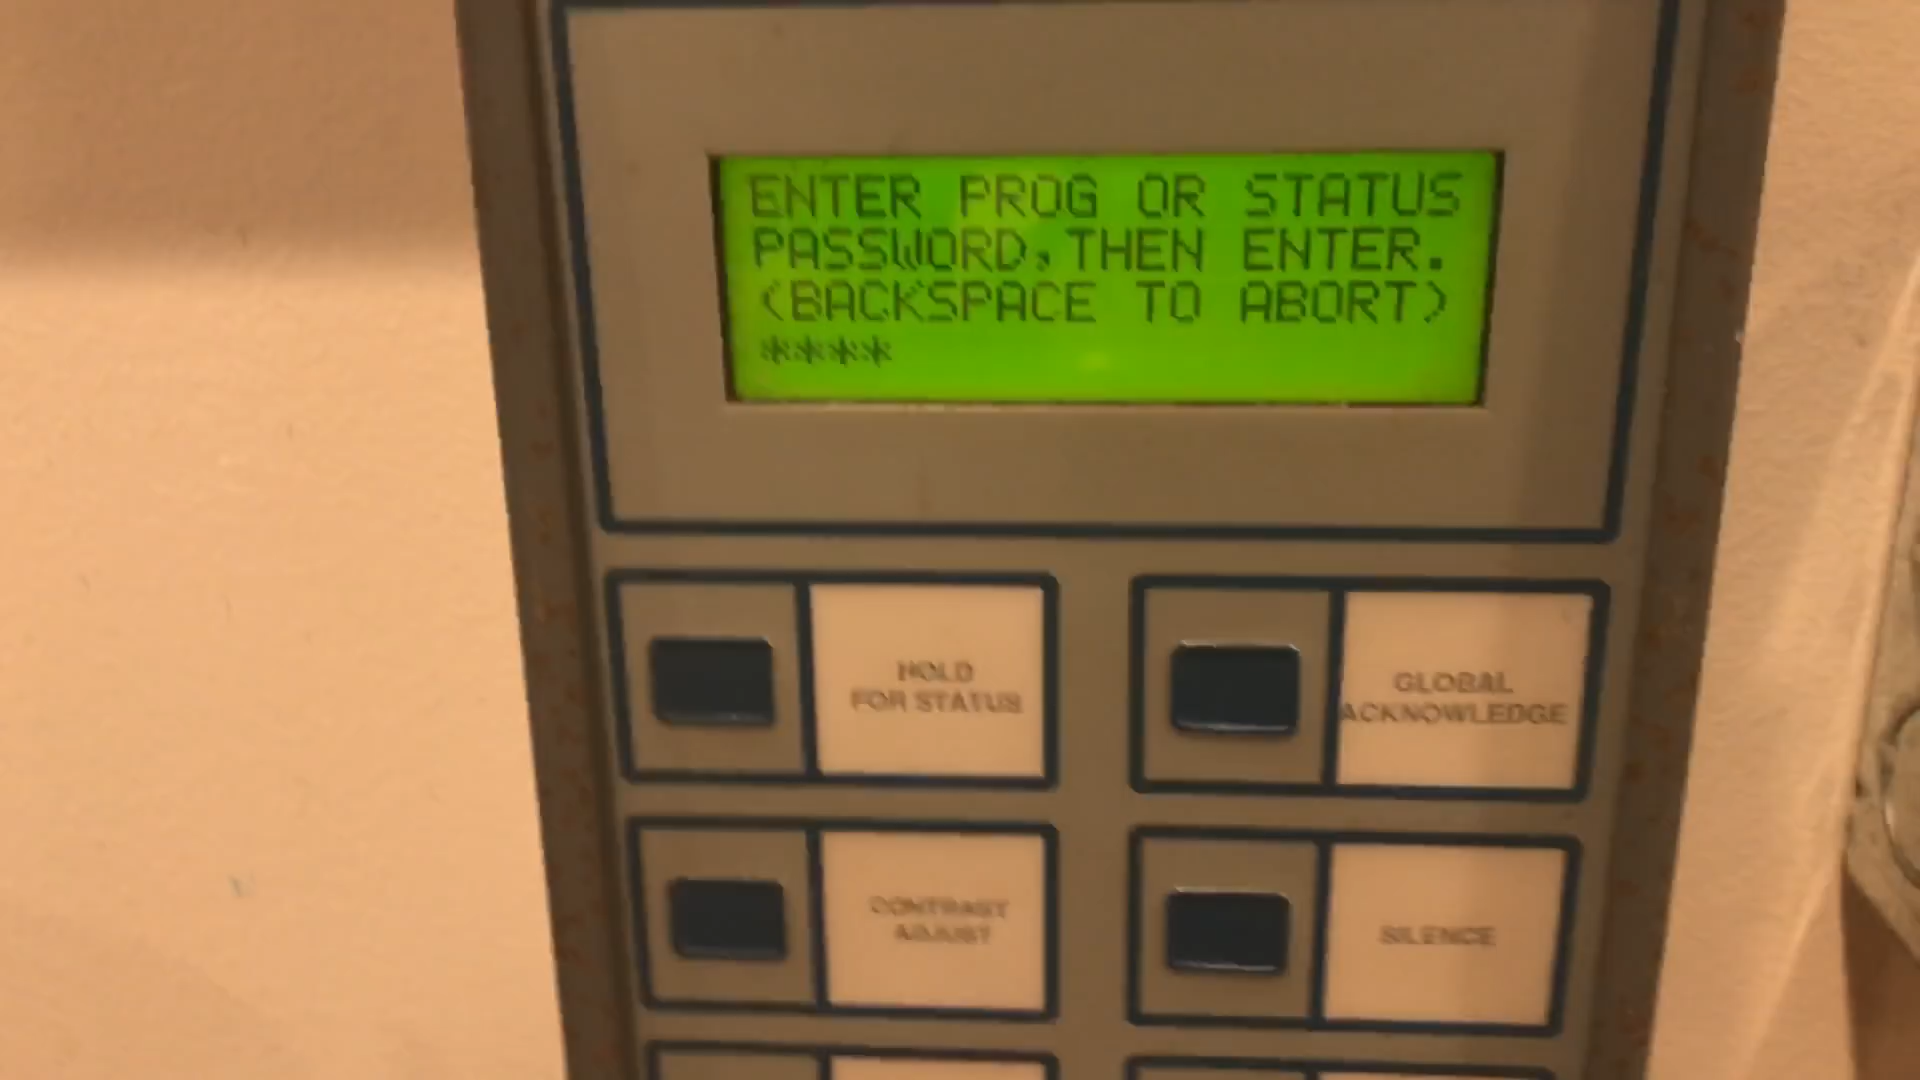 ENTER PROG OR STATUS
PASSWORD,THEN ENTER.
(BACKSPACE TO ABORT)
****
HOLD
FOR STATUS
GLOBAL
ACKNOWLEDGE
CONTRAST
ADJUST
SILENCE